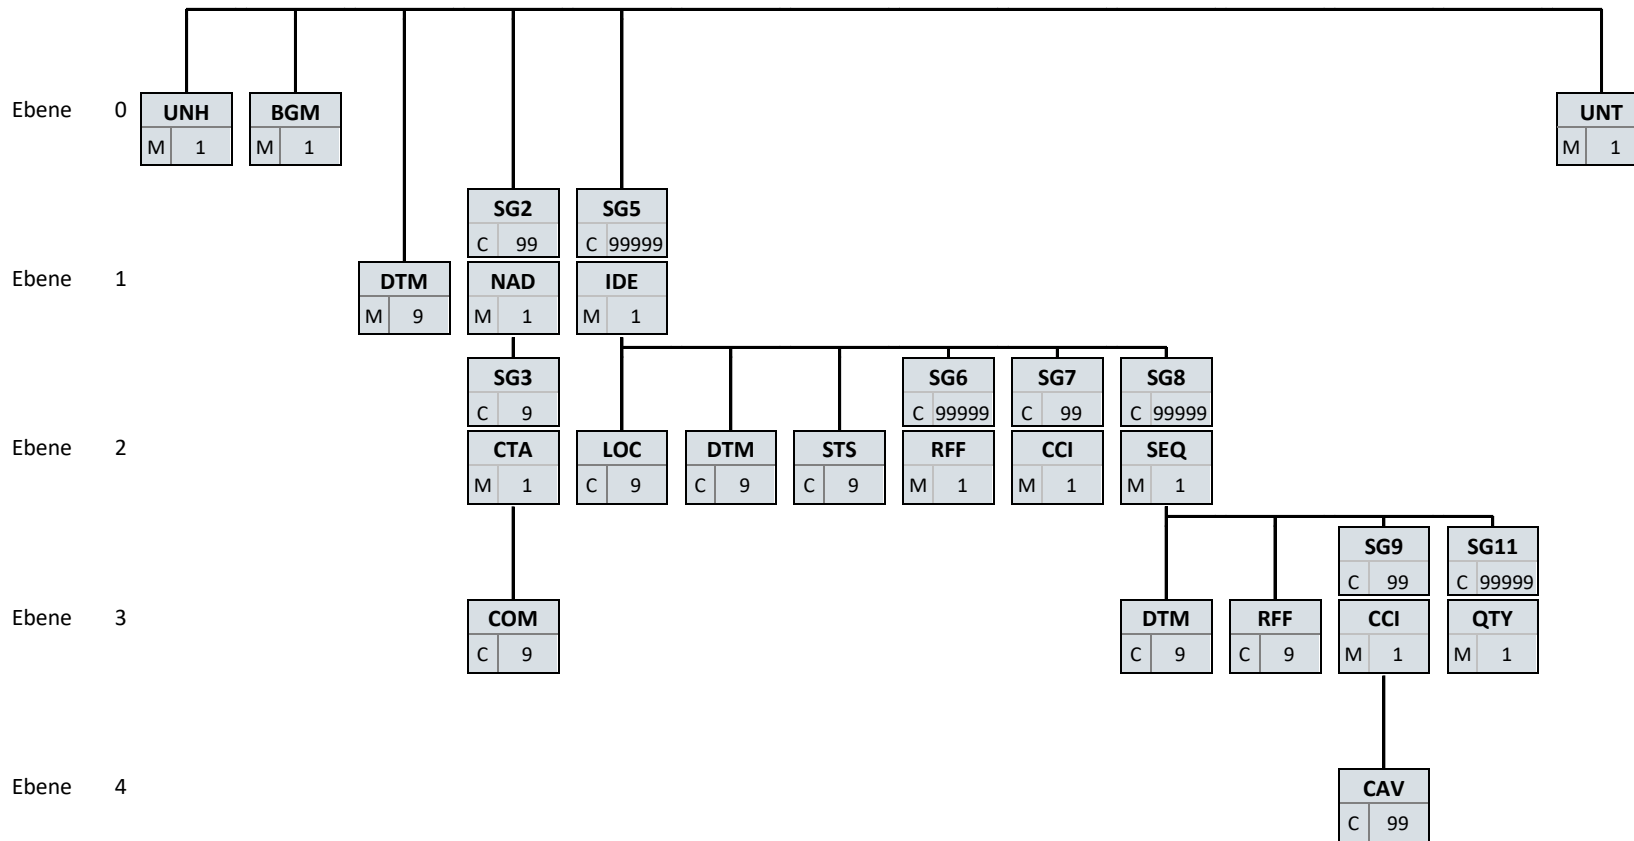 Ebene 0 UNH BGM UNT
M 1 M 1 M 1
SG2 SG5
C 99 C 99999
Ebene 1 DTM NAD IDE
M 9 M 1 M 1
SG3 SG6 SG7 SG8
C 9 C 99999 C 99 C 99999
Ebene 2 CTA LOC DTM STS RFF CCI SEQ
M 1 C 9 C 9 C 9 M 1 M 1 M 1
SG9 SG11
C 99 C 99999
Ebene 3 COM DTM RFF CCI QTY
C 9 C 9 C 9 M 1 M 1
Ebene 4 CAV
C 99